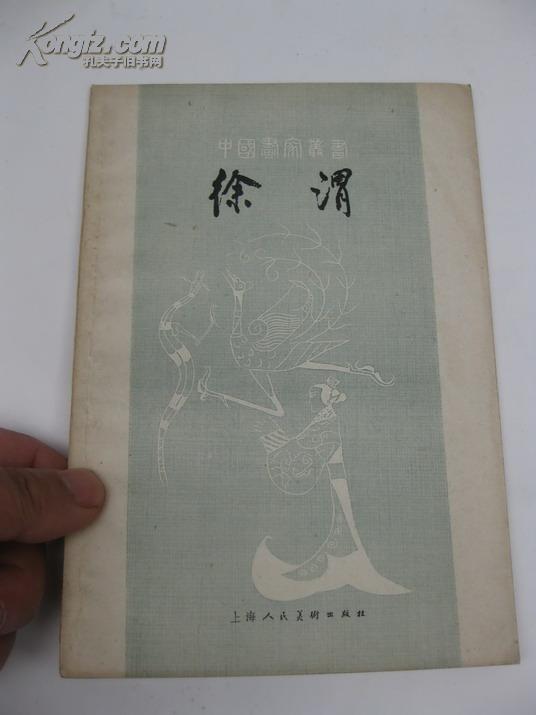 Kongfz.com
孔夫子旧书网
中國畫家叢書
徐渭
上海人民美術出版社